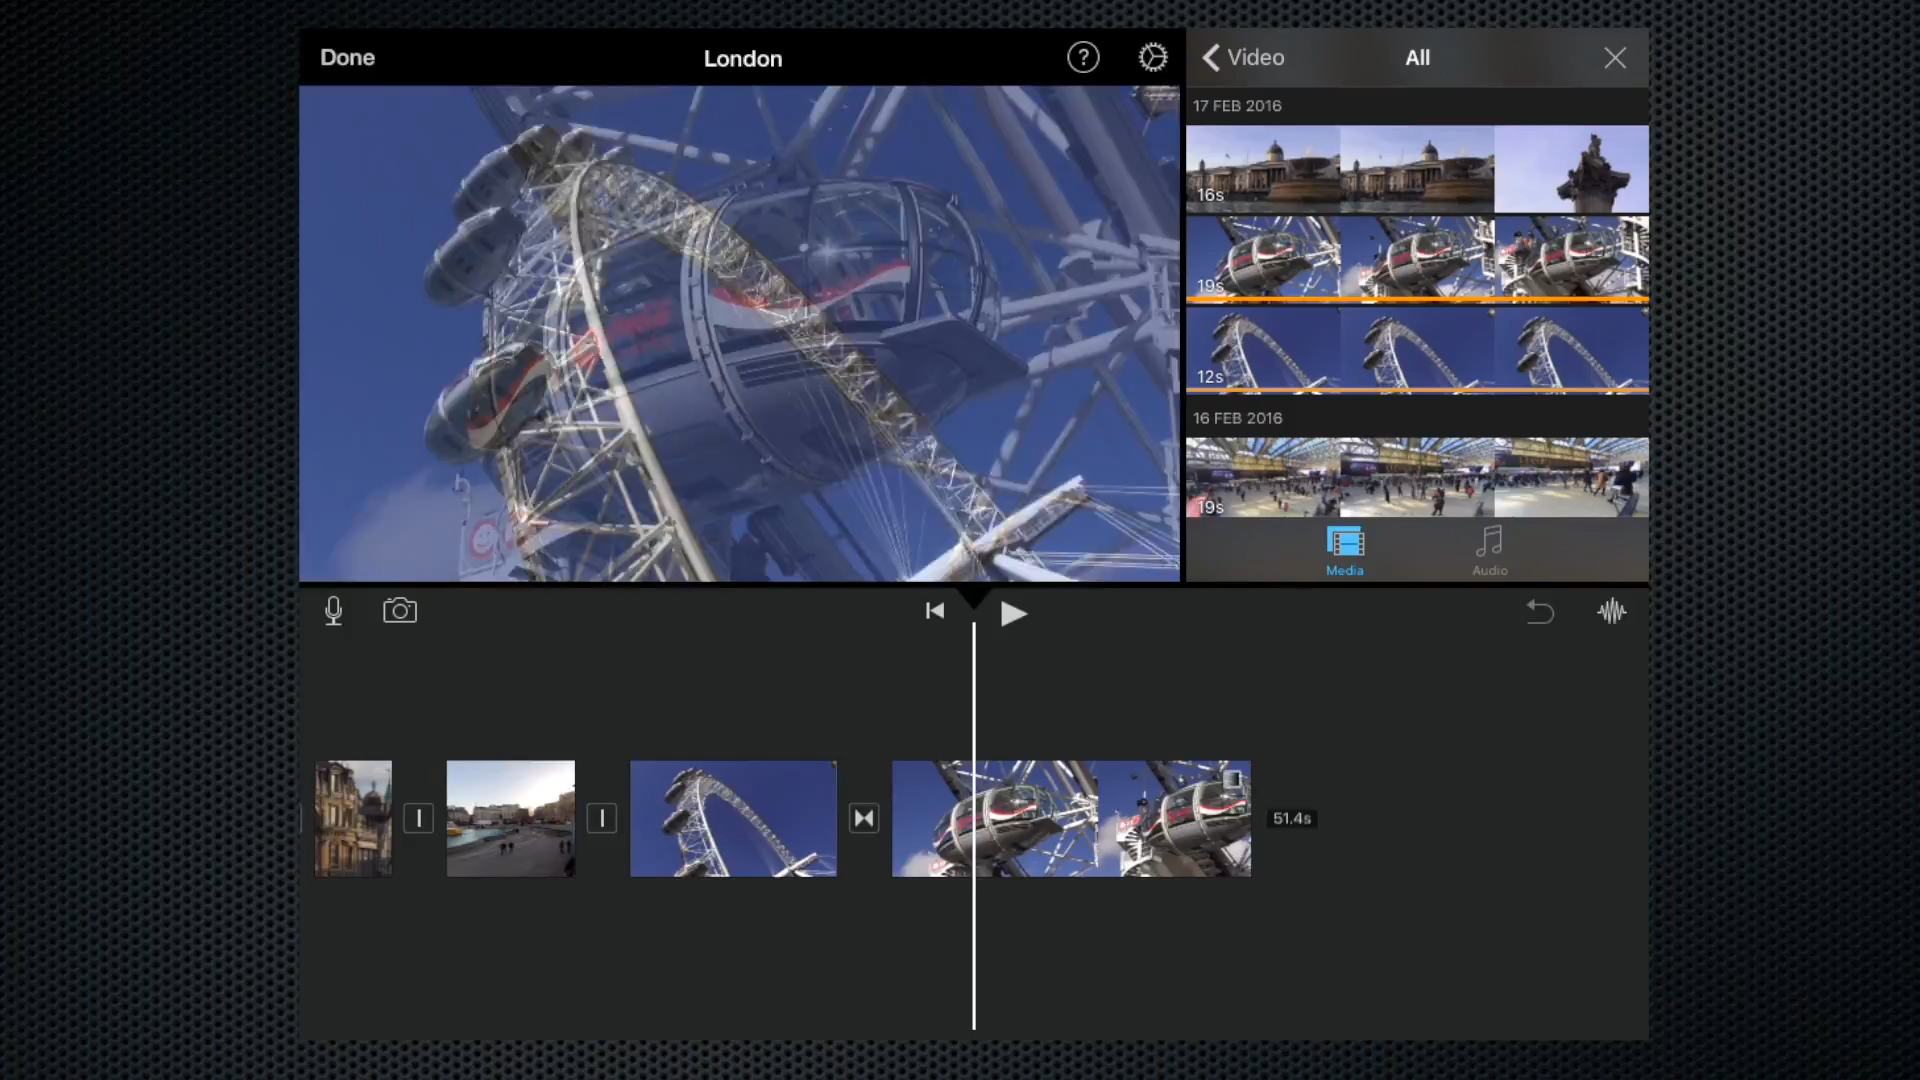 Done
London
?
Video
All
17 FEB 2016
16s
19s
12s
16 FEB 2016
19s
Media
Audio
51.4s